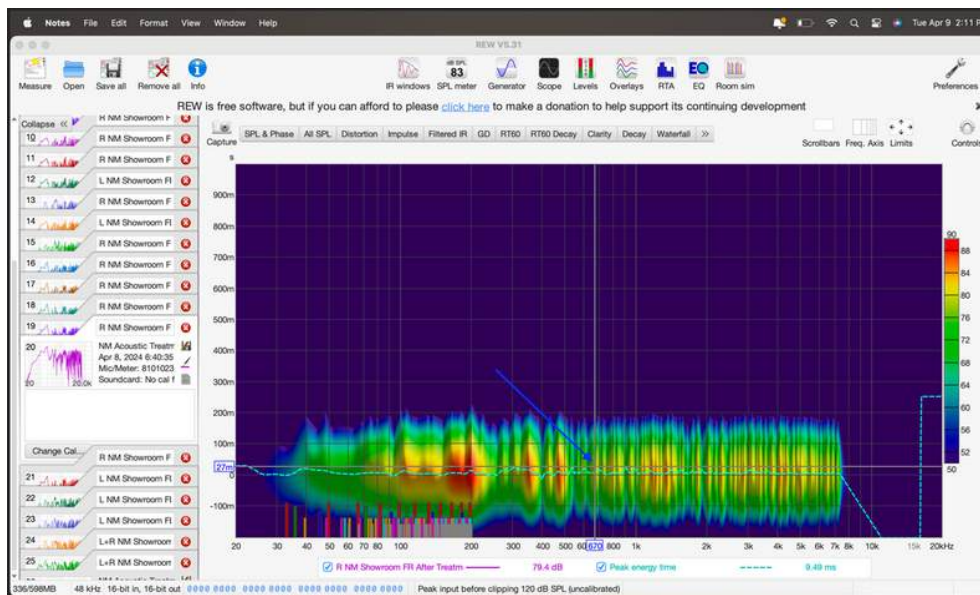 Notes File Edit Format View Window Help Tue Apr 9 2:11
REW V5.31
dB SPL
83
EQ
Measure Open Save all Remove all Info IR windows SPL meter Generator Scope Levels Overlays RTA EQ Room sim Preferences
REW is free software, but if you can afford to please click here to make a donation to help support its continuing development
Collapse
R NM Showroom F
10 R NM Showroom F
11 R NM Showroom F
12 L NM Showroom Fl
13 R NM Showroom F
14 L NM Showroom Fl
15 R NM Showroom F
16 R NM Showroom F
17 R NM Showroom F
18 R NM Showroom F
19 R NM Showroom F
20 NM Acoustic Treatm
Apr 8, 2024 6:40:35
Mic/Meter: 8101023
Soundcard: No cal f
20 20.0k
Change Cal...
R NM Showroom F
21 L NM Showroom Fl
22 L NM Showroom Fl
23 L NM Showroom Fl
24 L+R NM Showroom
25 L+R NM Showroom
Capture SPL & Phase All SPL Distortion Impulse Filtered IR GD RT60 RT60 Decay Clarity Decay Waterfall
Scrollbars Freq. Axis Limits Controls
s
900m
800m
700m
600m
500m
400m
300m
200m
100m
27m
0
-100m
90
88
84
80
76
72
68
64
60
56
52
50
20 30 40 50 60 70 80 100 200 300 400 500 670 800 1k 2k 3k 4k 5k 6k 7k 8k 10k 15k 20kHz
R NM Showroom FR After Treatm 79.4 dB Peak energy time 9.49 ms
336/598MB 48 kHz 16-bit in, 16-bit out 0000 0000 0000 0000 0000 0000 0000 0000 Peak input before clipping 120 dB SPL (uncalibrated)